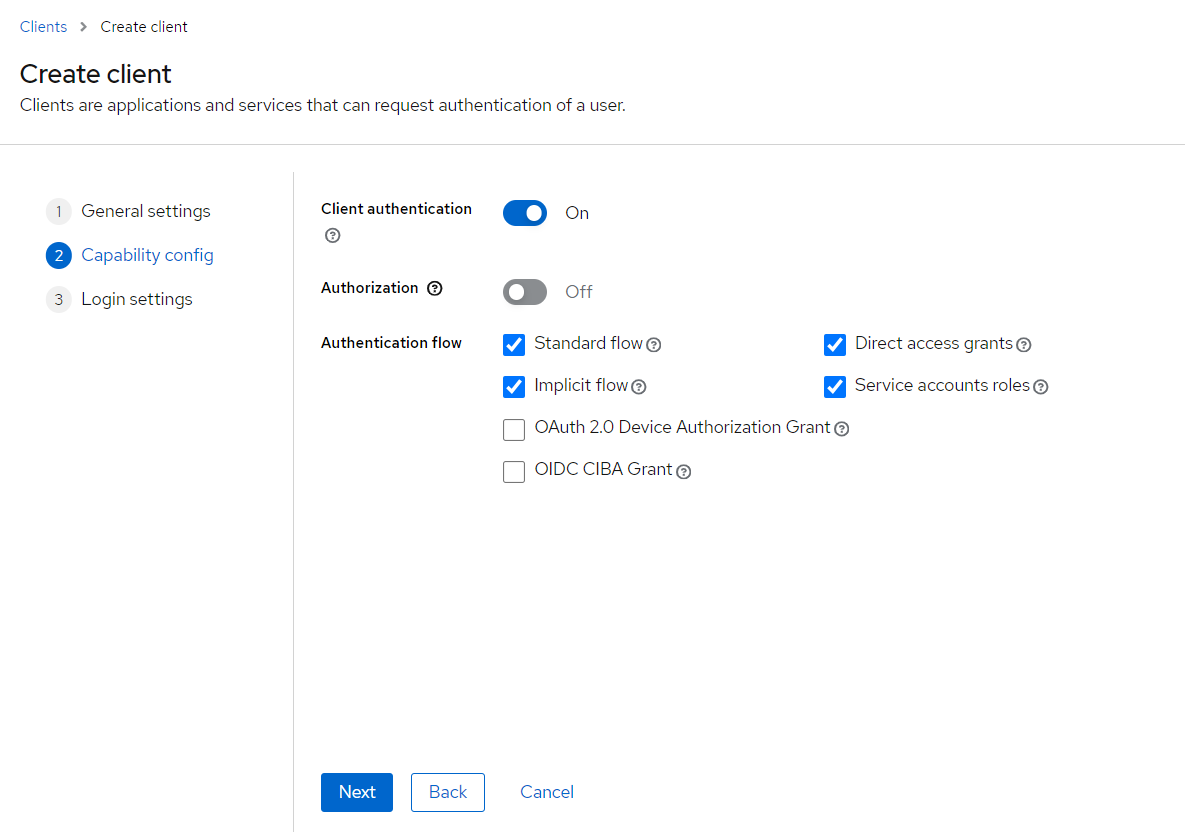 Clients > Create client
Create client
Clients are applications and services that can request authentication of a user.
1 General settings
2 Capability config
3 Login settings
Client authentication ?
On
Authorization ?
Off
Authentication flow
Standard flow ?
Direct access grants ?
Implicit flow ?
Service accounts roles ?
OAuth 2.0 Device Authorization Grant ?
OIDC CIBA Grant ?
Next
Back
Cancel